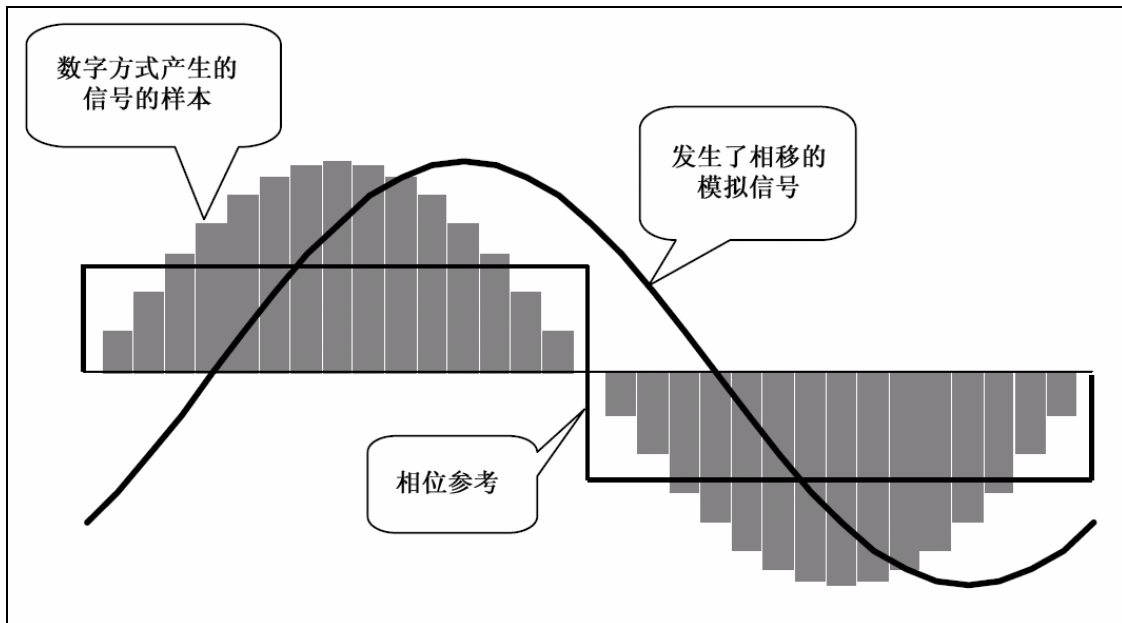 数字方式产生的
信号的样本
发生了相移的
模拟信号
相位参考